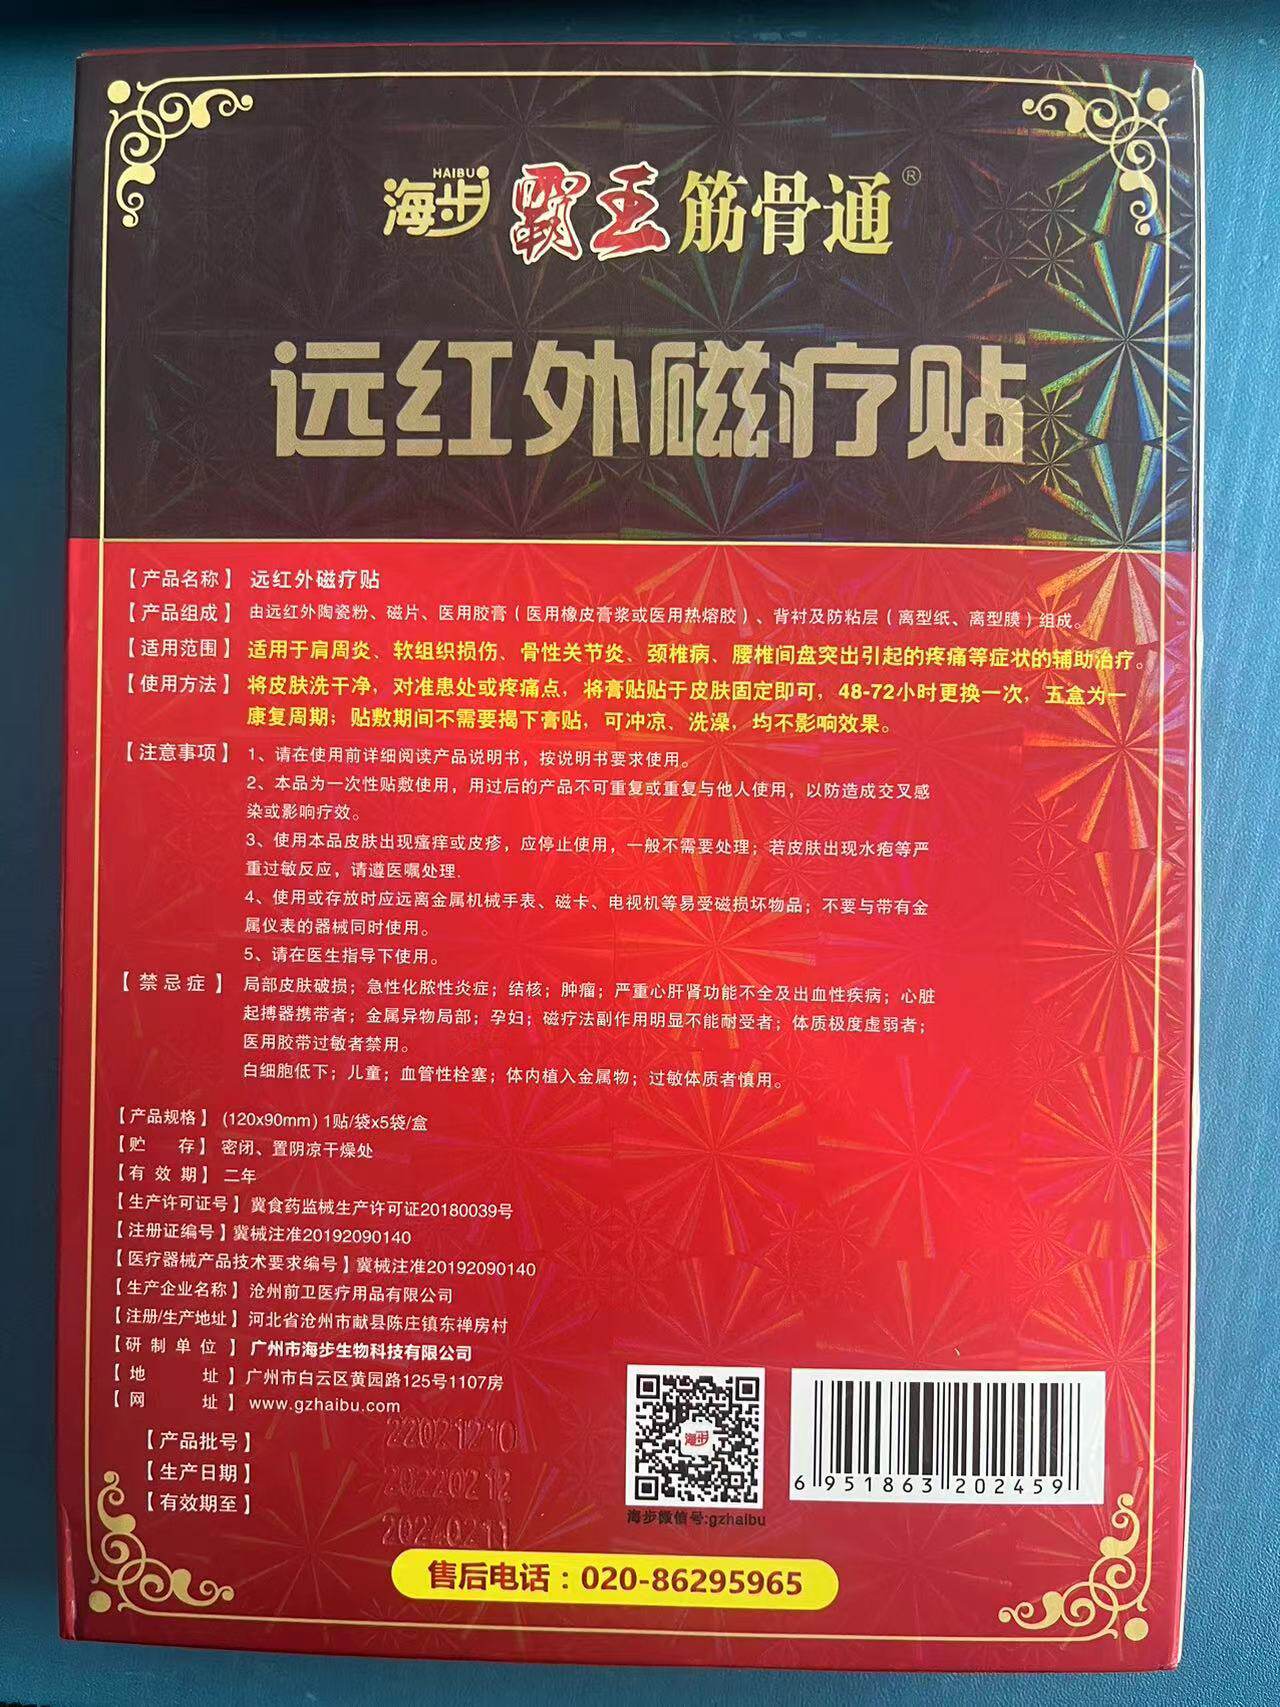 HAIBU
海步 霸王 筋骨通®
远红外磁疗贴
【产品名称】 远红外磁疗贴
【产品组成】 由远红外陶瓷粉、磁片、医用胶膏（医用橡皮膏浆或医用热熔胶）、背衬及防粘层（离型纸、离型膜）组成。
【适用范围】 适用于肩周炎、软组织损伤、骨性关节炎、颈椎病、腰椎间盘突出引起的疼痛等症状的辅助治疗。
【使用方法】 将皮肤洗干净，对准患处或疼痛点，将膏贴贴于皮肤固定即可，48-72小时更换一次，五盒为一
康复周期；贴敷期间不需要揭下膏贴，可冲凉、洗澡，均不影响效果。
【注意事项】 1、请在使用前详细阅读产品说明书，按说明书要求使用。
2、本品为一次性贴敷使用，用过后的产品不可重复或重复与他人使用，以防造成交叉感
染或影响疗效。
3、使用本品皮肤出现瘙痒或皮疹，应停止使用，一般不需要处理；若皮肤出现水疱等严
重过敏反应，请遵医嘱处理.
4、使用或存放时应远离金属机械手表、磁卡、电视机等易受磁损坏物品；不要与带有金
属仪表的器械同时使用。
5、请在医生指导下使用。
【禁忌症】 局部皮肤破损；急性化脓性炎症；结核；肿瘤；严重心肝肾功能不全及出血性疾病；心脏
起搏器携带者；金属异物局部；孕妇；磁疗法副作用明显不能耐受者；体质极度虚弱者；
医用胶带过敏者禁用。
白细胞低下；儿童；血管性栓塞；体内植入金属物；过敏体质者慎用。
【产品规格】 (120x90mm) 1贴/袋x5袋/盒
【贮 存】 密闭、置阴凉干燥处
【有效期】 二年
【生产许可证号】 冀食药监械生产许可证20180039号
【注册证编号】冀械注准20192090140
【医疗器械产品技术要求编号】冀械注准20192090140
【生产企业名称】 沧州前卫医疗用品有限公司
【注册/生产地址】 河北省沧州市献县陈庄镇东禅房村
【研制单位】 广州市海步生物科技有限公司
【地 址】广州市白云区黄园路125号1107房
【网 址】 www.gzhaibu.com
【产品批号】 22021210
【生产日期】 20220212
【有效期至】 20240211
海步
海步微信号:gzhaibu
6 951863 202459
售后电话：020-86295965